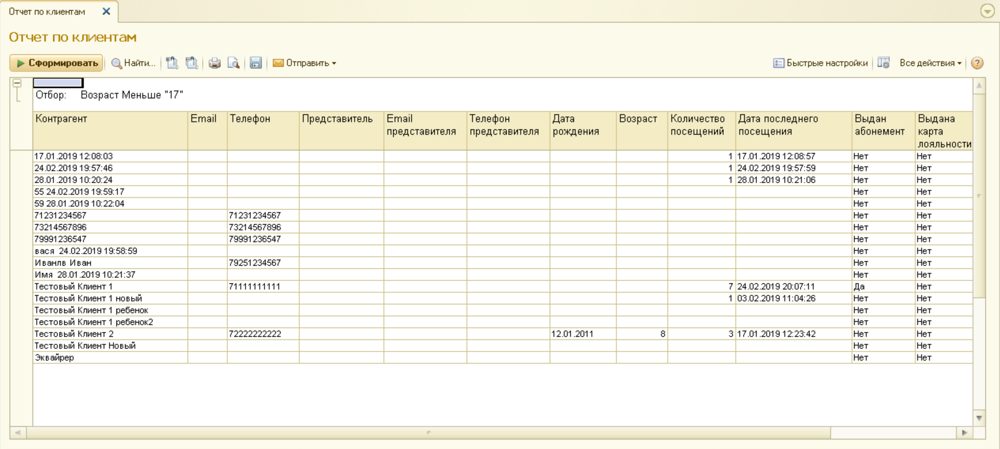 Отчет по клиентам
Отчет по клиентам
Сформировать Найти... Отправить Быстрые настройки Все действия ?
Отбор: Возраст Меньше "17"
Контрагент Email Телефон Представитель Email представителя Телефон представителя Дата рождения Возраст Количество посещений Дата последнего посещения Выдан абонемент Выдана карта лояльности
17.01.2019 12:08:03 1 17.01.2019 12:08:57 Нет Нет
24.02.2019 19:57:46 1 24.02.2019 19:57:59 Нет Нет
28.01.2019 10:20:24 1 28.01.2019 10:21:06 Нет Нет
55 24.02.2019 19:59:17 Нет Нет
59 28.01.2019 10:22:04 Нет Нет
71231234567 71231234567 Нет Нет
73214567896 73214567896 Нет Нет
79991236547 79991236547 Нет Нет
вася 24.02.2019 19:58:59 Нет Нет
Иванлв Иван 79251234567 Нет Нет
Имя 28.01.2019 10:21:37 Нет Нет
Тестовый Клиент 1 71111111111 7 24.02.2019 20:07:11 Да Нет
Тестовый Клиент 1 новый 1 03.02.2019 11:04:26 Нет Нет
Тестовый Клиент 1 ребенок Нет Нет
Тестовый Клиент 1 ребенок2 Нет Нет
Тестовый Клиент 2 72222222222 12.01.2011 8 3 17.01.2019 12:23:42 Нет Нет
Тестовый Клиент Новый Нет Нет
Эквайрер Нет Нет